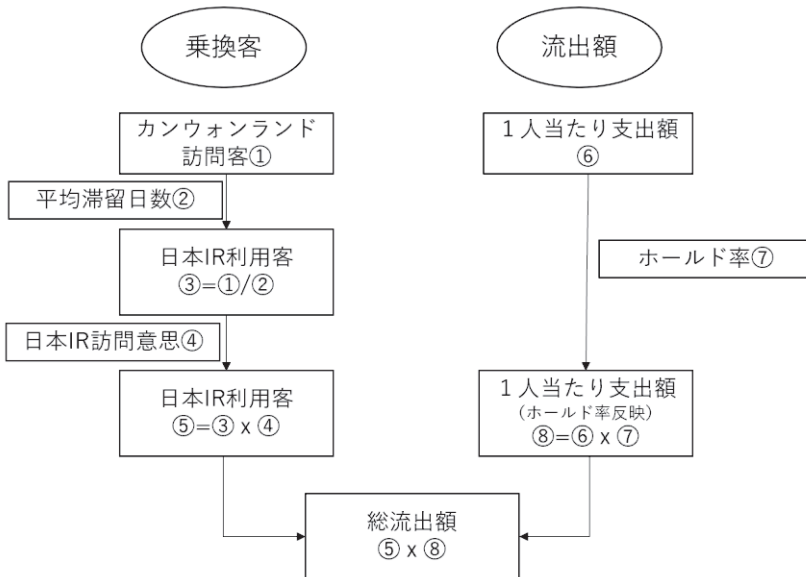 乗換客
流出額
カンウォンランド
訪問客①
１人当たり支出額
⑥
平均滞留日数②
日本IR利用客
③=①/②
ホールド率⑦
日本IR訪問意思④
日本IR利用客
⑤=③ x ④
１人当たり支出額
（ホールド率反映）
⑧=⑥ x ⑦
総流出額
⑤ x ⑧